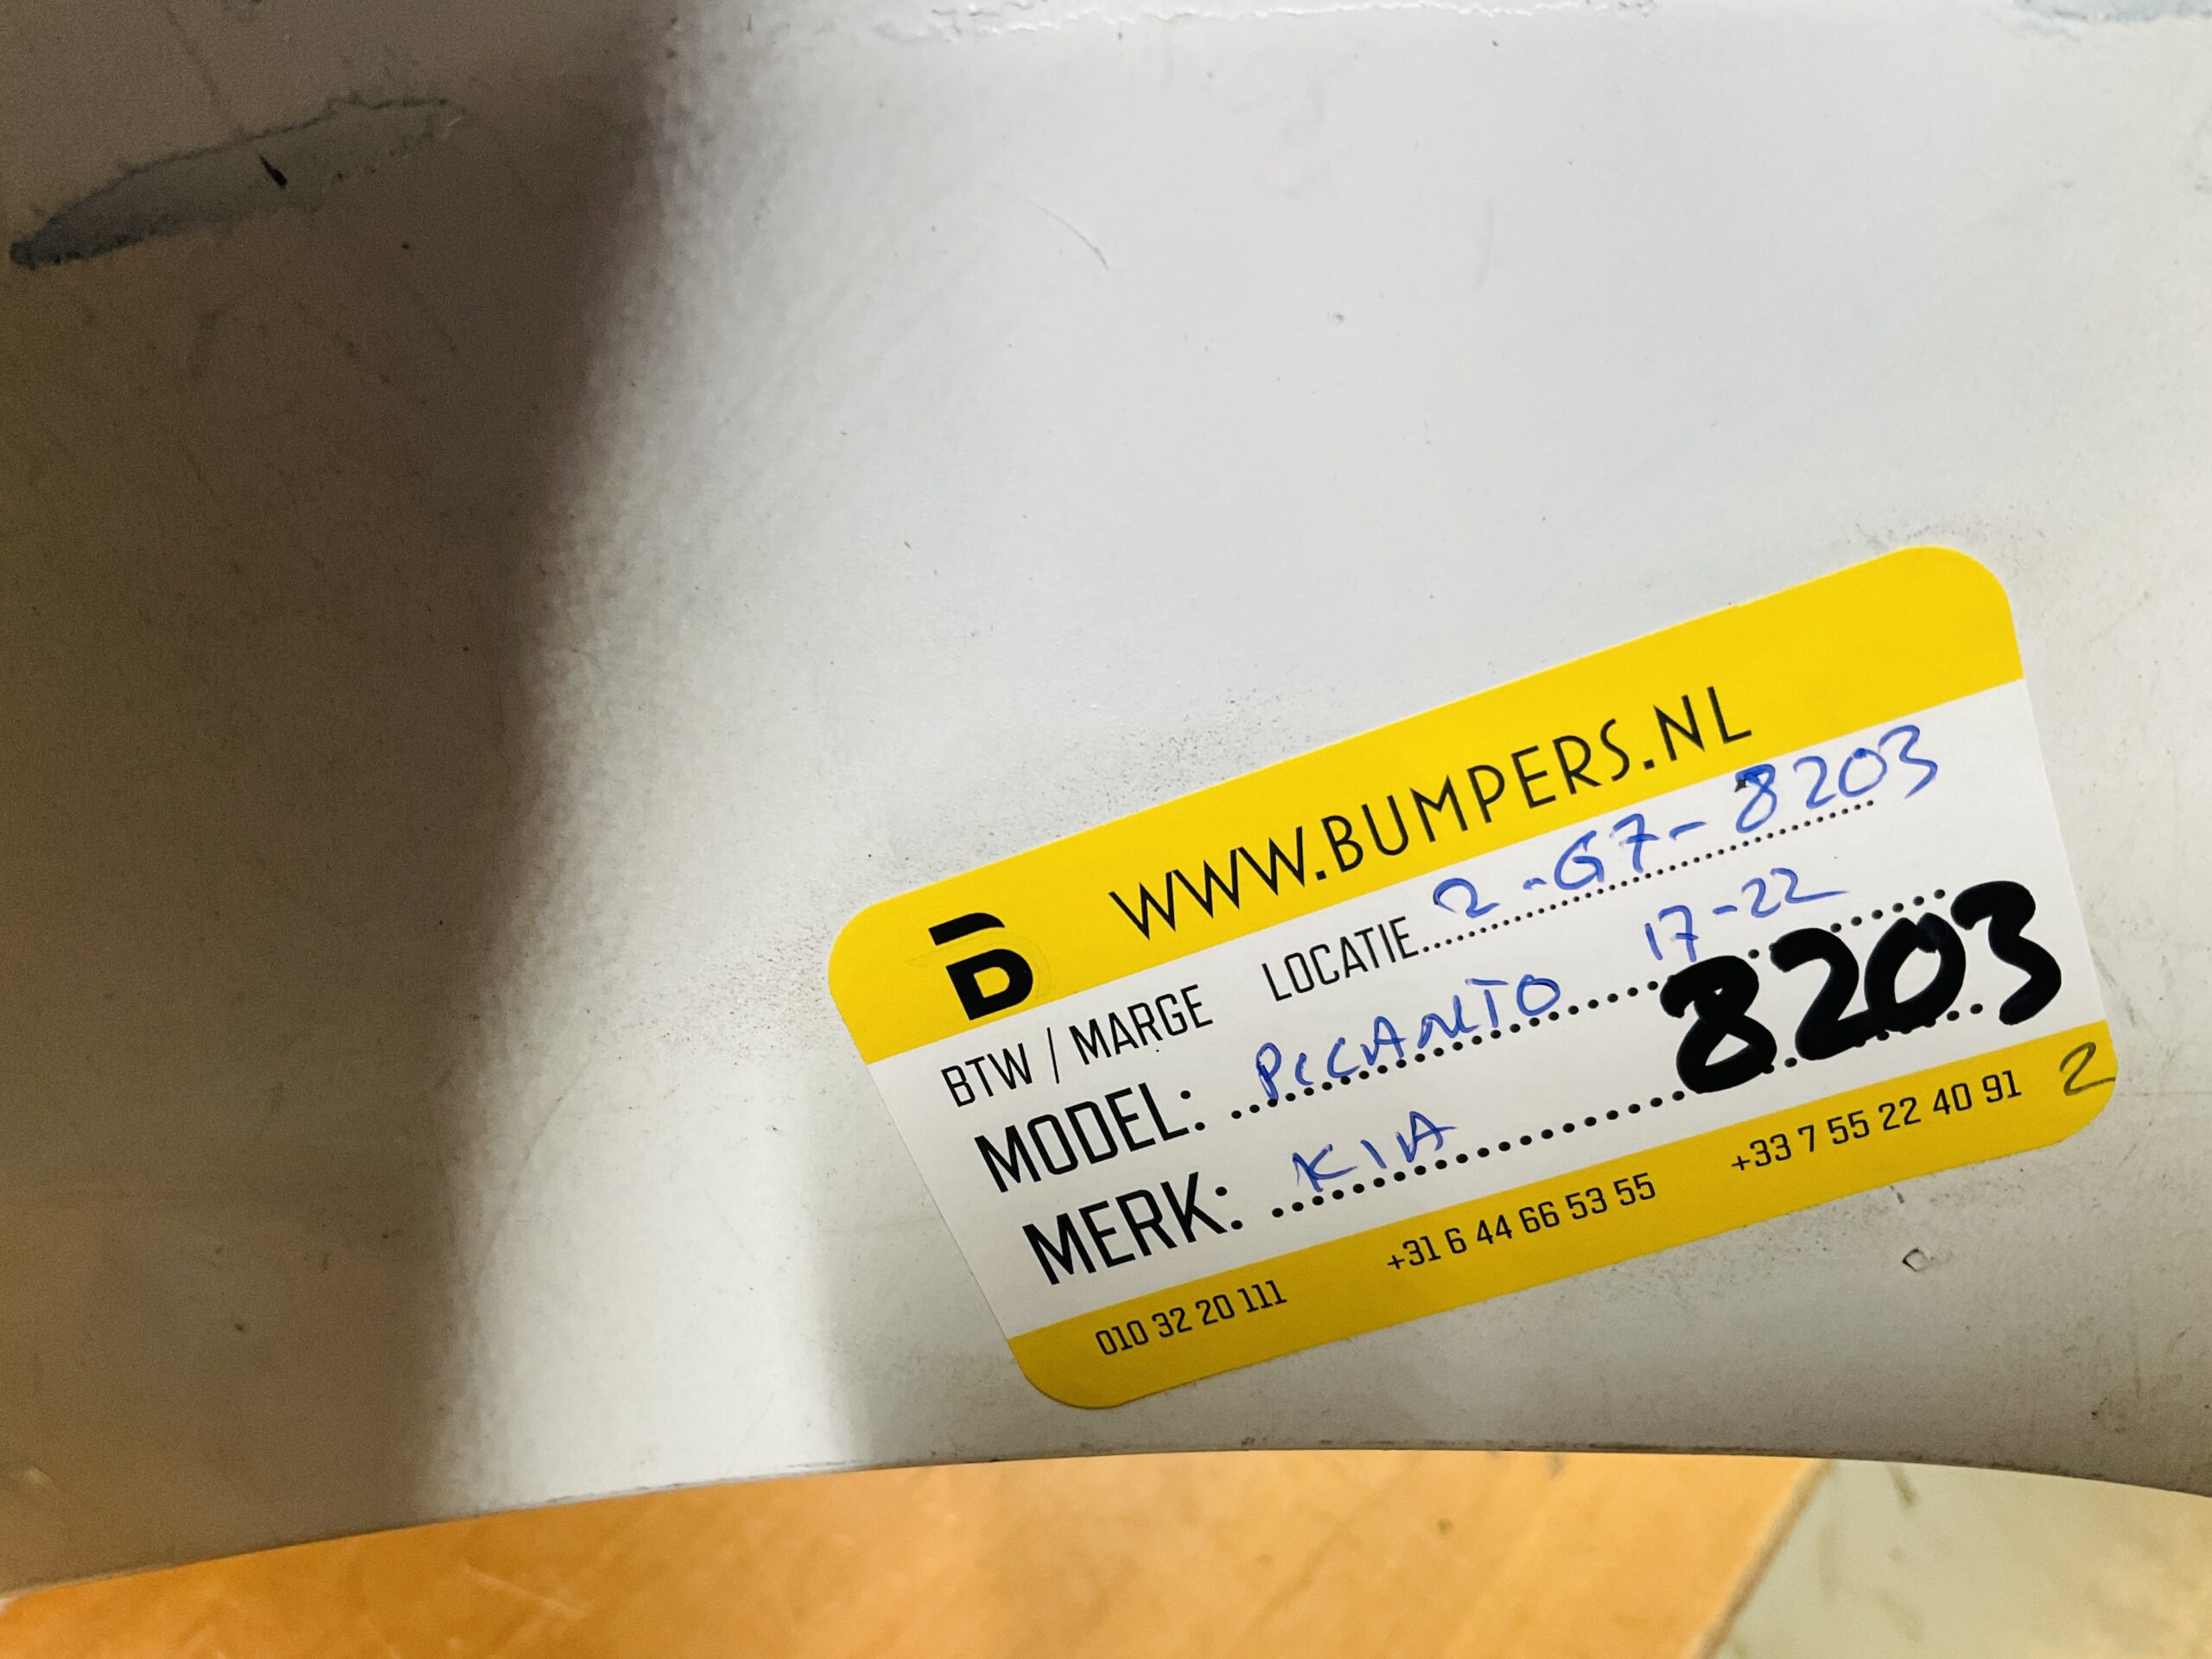 B WWW.BUMPERS.NL
BTW / MARGE LOCATIE 2-G7-8203
MODEL: PICANTO 17-22
8203
MERK: KIA
010 32 20 111 +31 6 44 66 53 55 +33 7 55 22 40 91 2